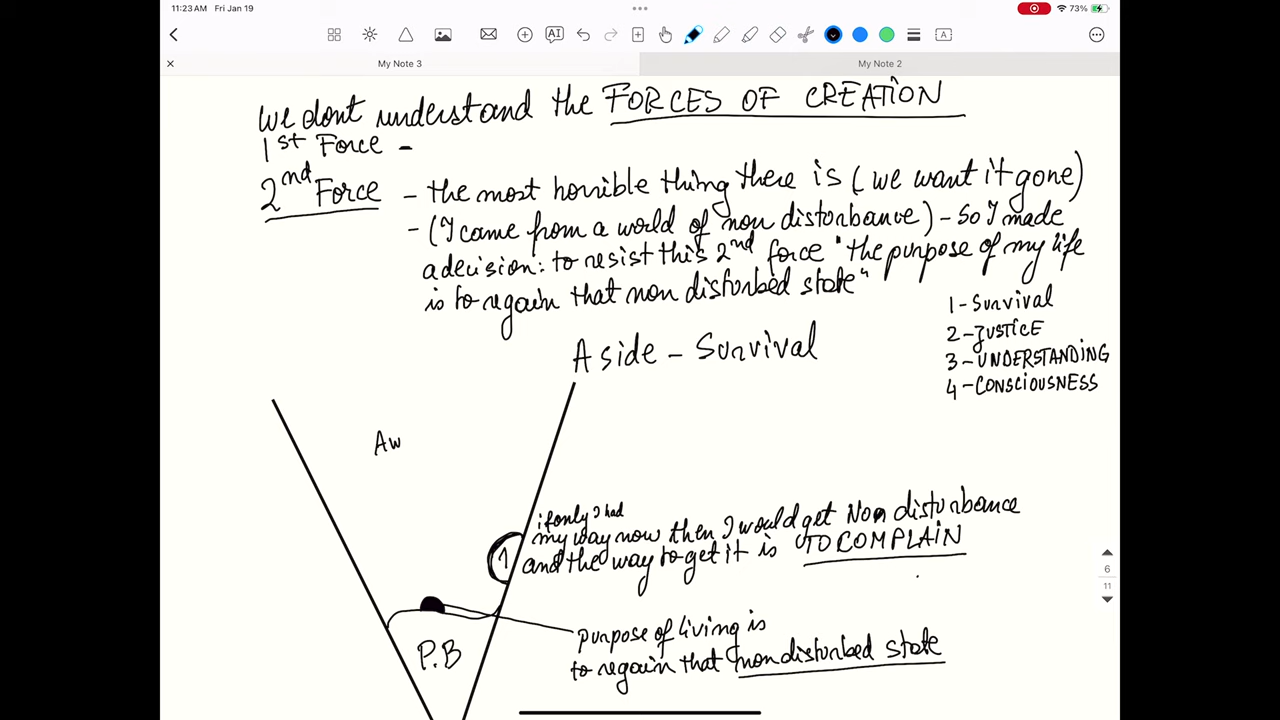 11:23 AM Fri Jan 19
73%
My Note 3
My Note 2
We dont understand the FORCES OF CREATION
1st Force -
2nd Force - the most horrible thing there is (we want it gone)
- (I came from a world of non disturbance) - So I made
a decision: to resist this 2nd force "the purpose of my life
is to regain that non disturbed state"
1 - Survival
2 - JUSTICE
3 - UNDERSTANDING
4 - CONSCIOUSNESS
A side - Survival
Aw
if only I had
my way now then I would get Non disturbance
1 and the way to get it is TO COMPLAIN
6
11
purpose of living is
P.B
to regain that non disturbed state